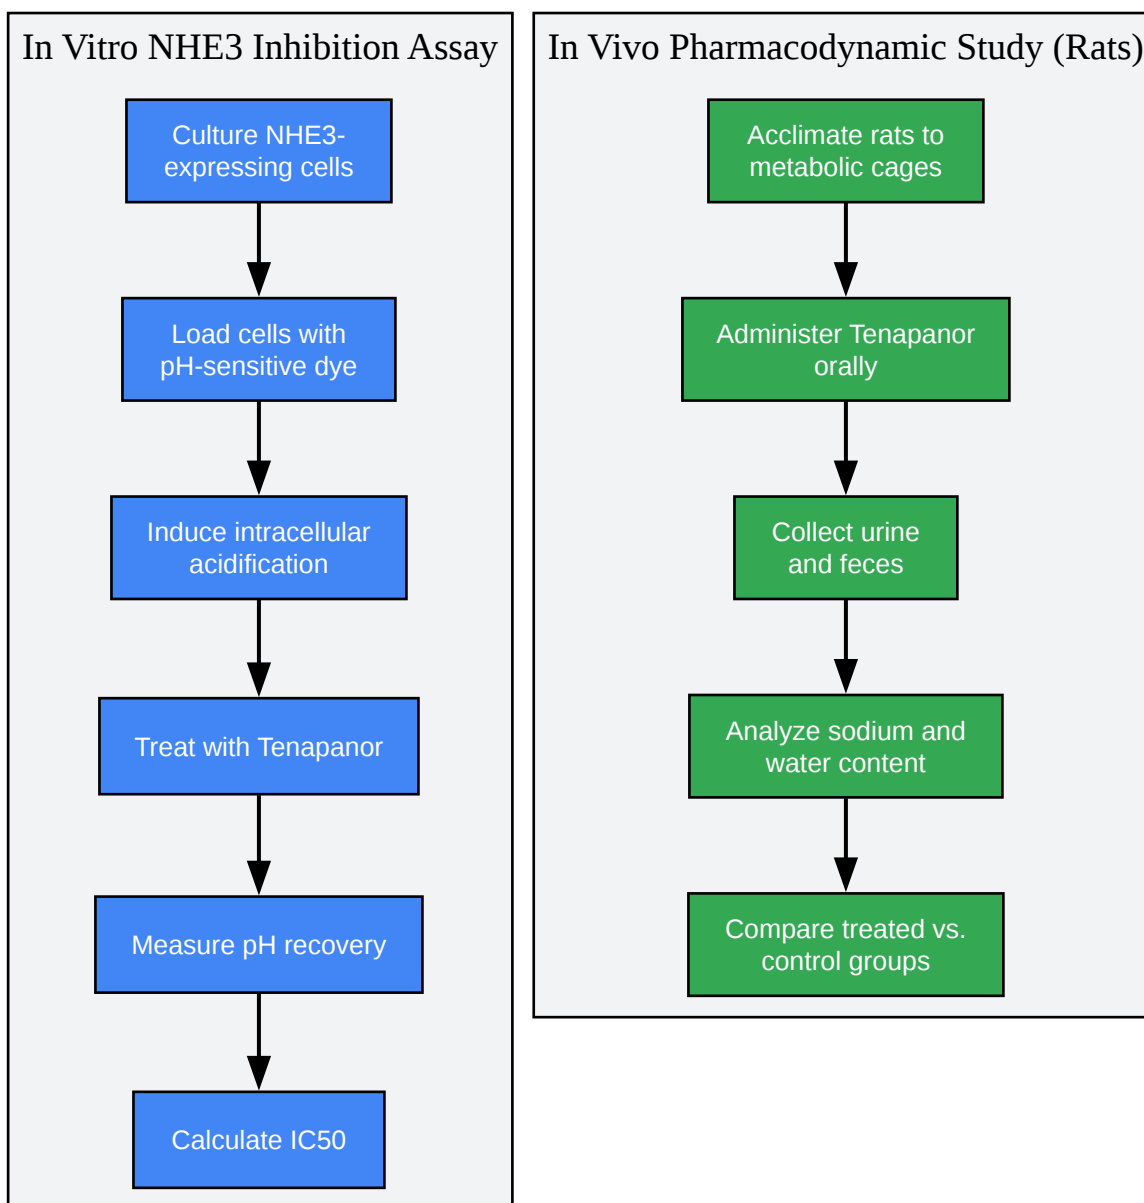 In Vitro NHE3 Inhibition Assay
Culture NHE3-
expressing cells
Load cells with
pH-sensitive dye
Induce intracellular
acidification
Treat with Tenapanor
Measure pH recovery
Calculate IC50
In Vivo Pharmacodynamic Study (Rats)
Acclimate rats to
metabolic cages
Administer Tenapanor
orally
Collect urine
and feces
Analyze sodium and
water content
Compare treated vs.
control groups